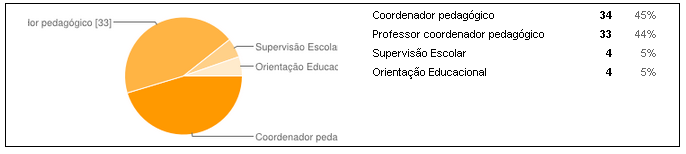 lor pedagógico [33]
Supervisão Escola
Orientação Educac
Coordenador peda
Coordenador pedagógico 34 45%
Professor coordenador pedagógico 33 44%
Supervisão Escolar 4 5%
Orientação Educacional 4 5%